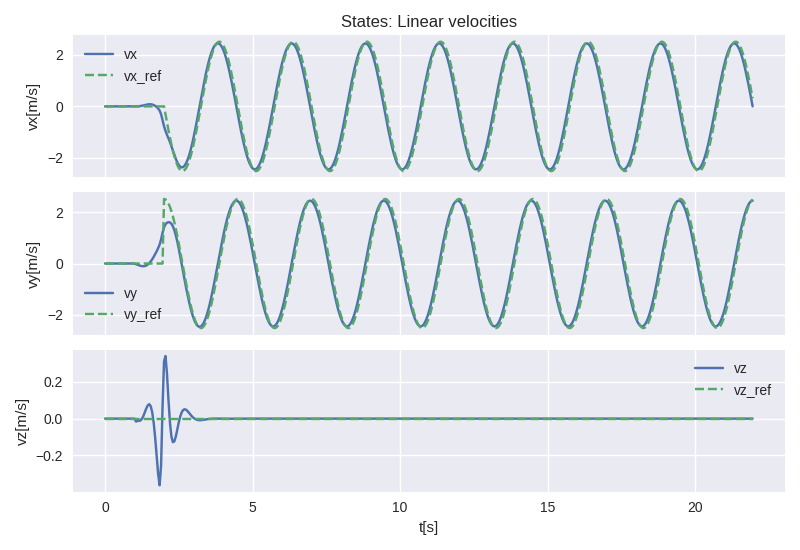 States: Linear velocities
vx[m/s]
2
0
−2
vx
vx_ref
vy[m/s]
2
0
−2
vy
vy_ref
vz[m/s]
0.2
0.0
−0.2
vz
vz_ref
0 5 10 15 20
t[s]